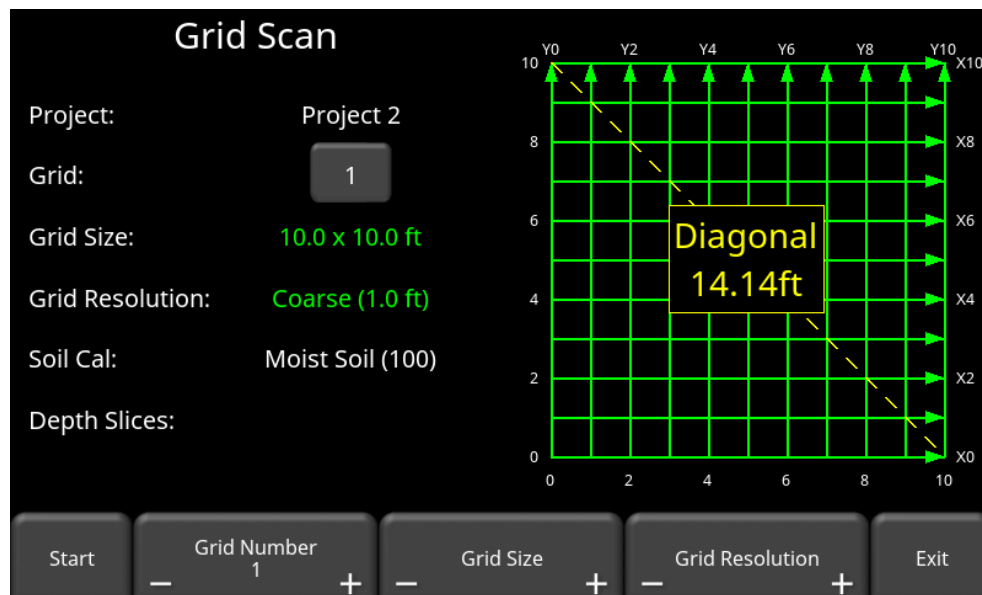 Grid Scan
Project: Project 2
Grid: 1
Grid Size: 10.0 x 10.0 ft
Grid Resolution: Coarse (1.0 ft)
Soil Cal: Moist Soil (100)
Depth Slices:
Y0 Y2 Y4 Y6 Y8 Y10
10 X10
8 X8
6 X6
Diagonal
14.14ft
4 X4
2 X2
0 X0
0 2 4 6 8 10
Start
Grid Number
1
− +
Grid Size
− +
Grid Resolution
− +
Exit